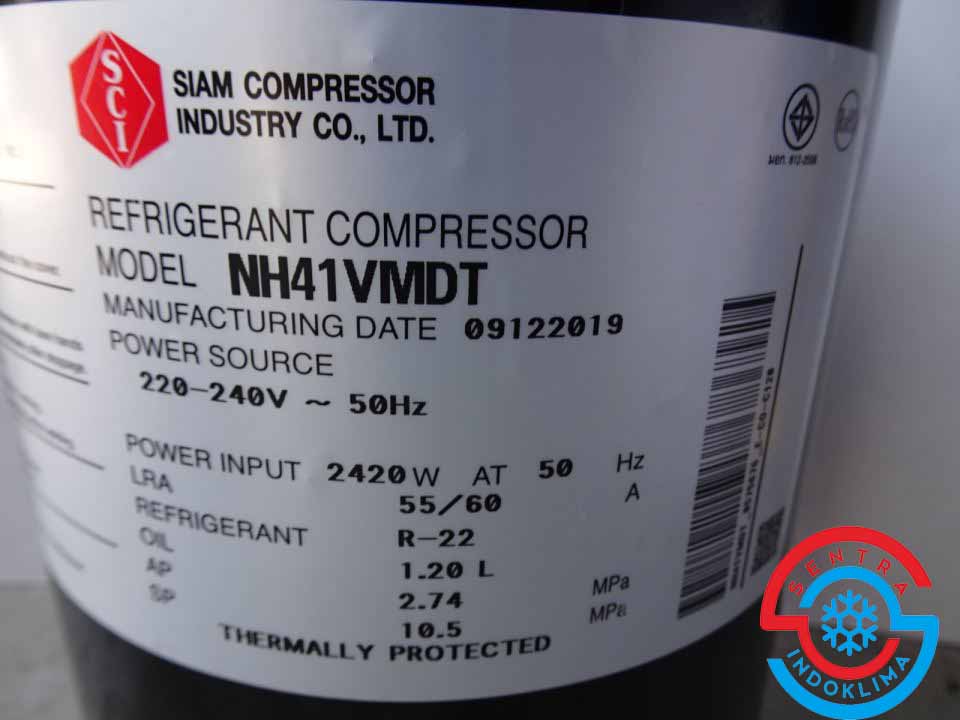 SCI
SIAM COMPRESSOR
INDUSTRY CO., LTD.
REFRIGERANT COMPRESSOR
MODEL NH41VMDT
MANUFACTURING DATE 09122019
POWER SOURCE
220-240V ~ 50Hz
POWER INPUT 2420 W AT 50 Hz
LRA 55/60 A
REFRIGERANT R-22
OIL 1.20 L
AP 2.74 MPa
SP 10.5 MPa
THERMALLY PROTECTED
SENTRA
INDOKLIMA